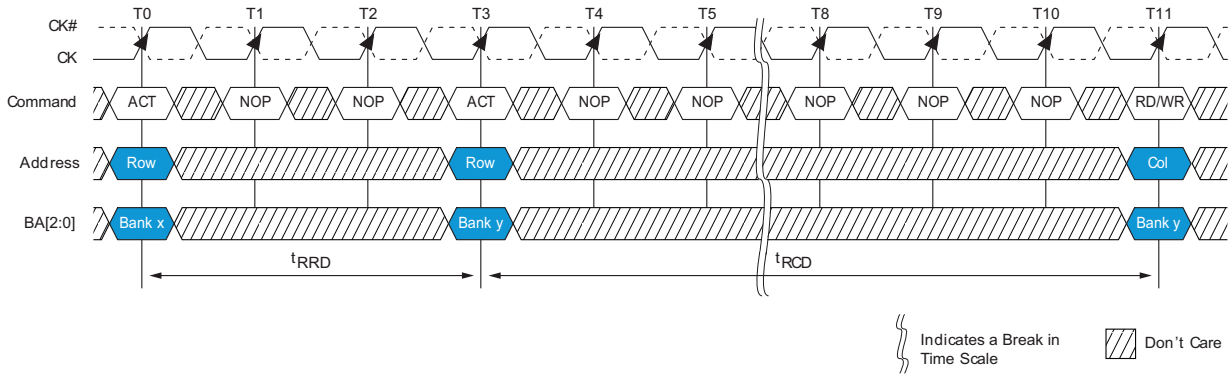 T0 T1 T2 T3 T4 T5 T8 T9 T10 T11
CK#
CK
Command ACT NOP NOP ACT NOP NOP NOP NOP NOP RD/WR
Address Row Row Col
BA[2:0] Bank x Bank y Bank y
tRRD tRCD
Indicates a Break in
Time Scale
Don't Care